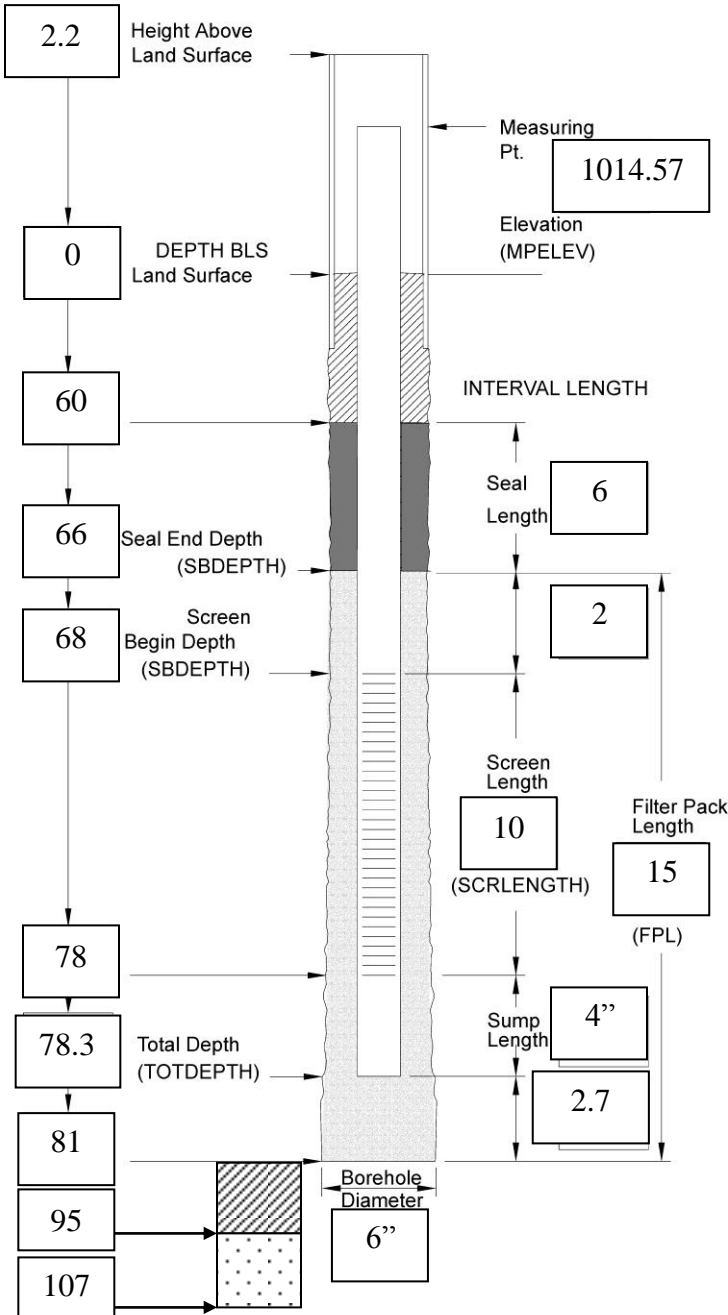 2.2
Height Above
Land Surface
Measuring
Pt.
1014.57
Elevation
(MPELEV)
0
DEPTH BLS
Land Surface
60
INTERVAL LENGTH
Seal
Length
6
66
Seal End Depth
(SBDEPTH)
2
68
Screen
Begin Depth
(SBDEPTH)
Screen
Length
10
(SCRLENGTH)
Filter Pack
Length
15
(FPL)
78
Sump
Length
4”
78.3
Total Depth
(TOTDEPTH)
2.7
81
Borehole
Diameter
6”
95
107